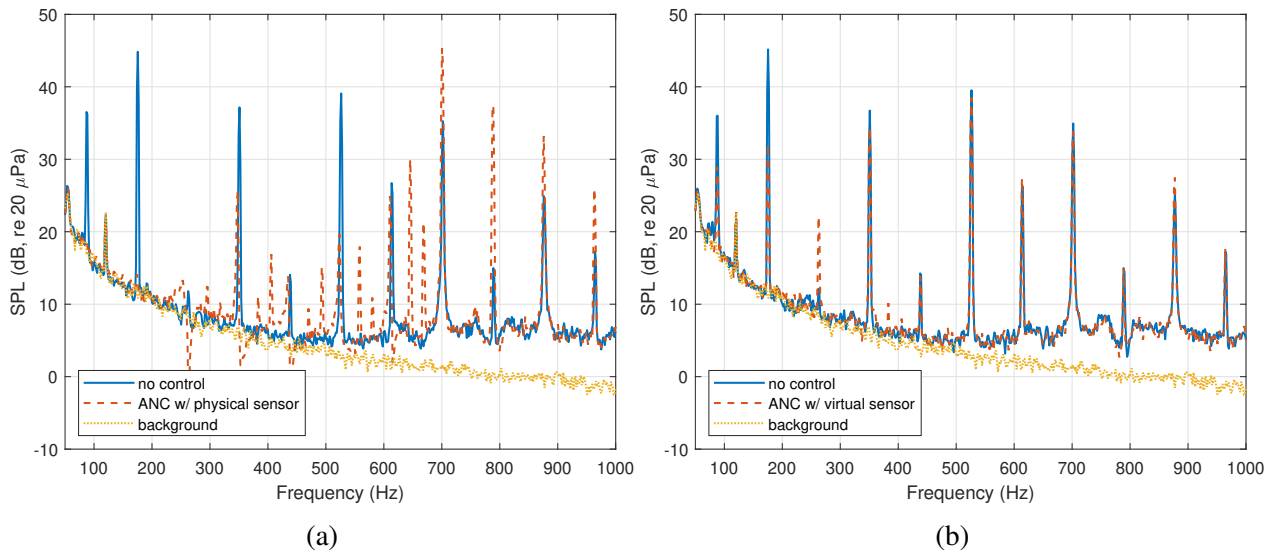 50
40
30
20
10
0
-10
SPL (dB, re 20 μPa)
no control
ANC w/ physical sensor
background
100 200 300 400 500 600 700 800 900 1000
Frequency (Hz)
(a)
50
40
30
20
10
0
-10
SPL (dB, re 20 μPa)
no control
ANC w/ virtual sensor
background
100 200 300 400 500 600 700 800 900 1000
Frequency (Hz)
(b)